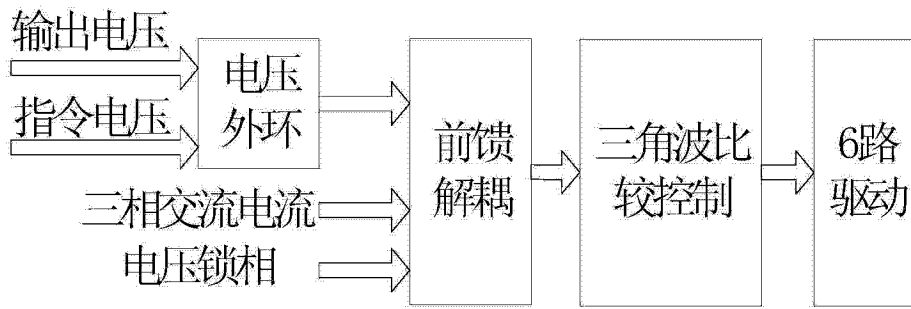 输出电压
指令电压
电压
外环
三相交流电流
电压锁相
前馈
解耦
三角波比
较控制
6路
驱动